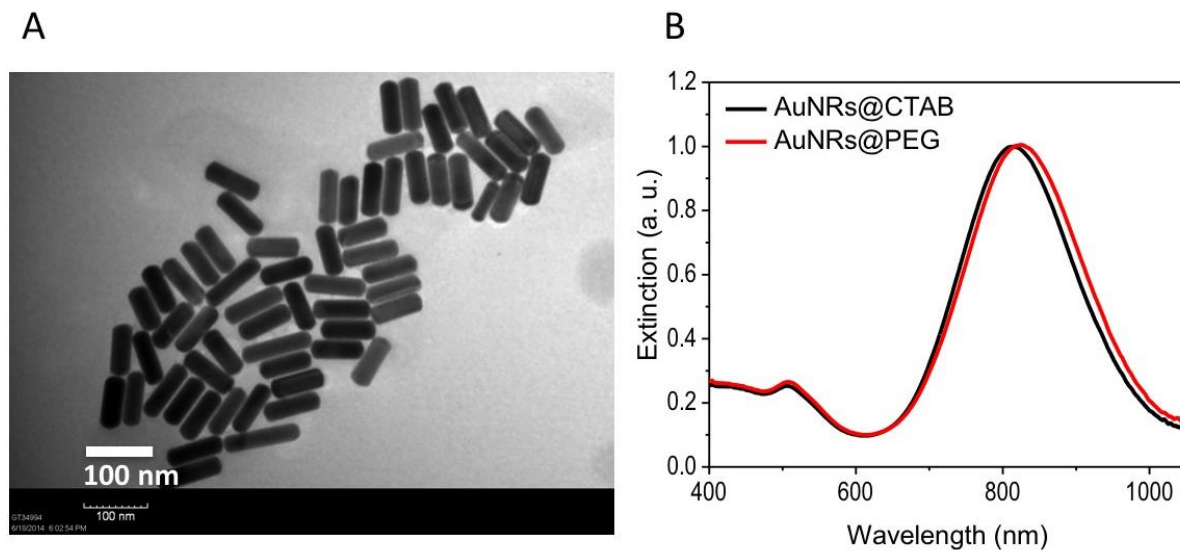 A
100 nm
100 nm
GT34994
6/18/2014 6:02:54 PM
B
AuNRs@CTAB
AuNRs@PEG
Extinction (a. u.)
1.2
1.0
0.8
0.6
0.4
0.2
0.0
400 600 800 1000
Wavelength (nm)